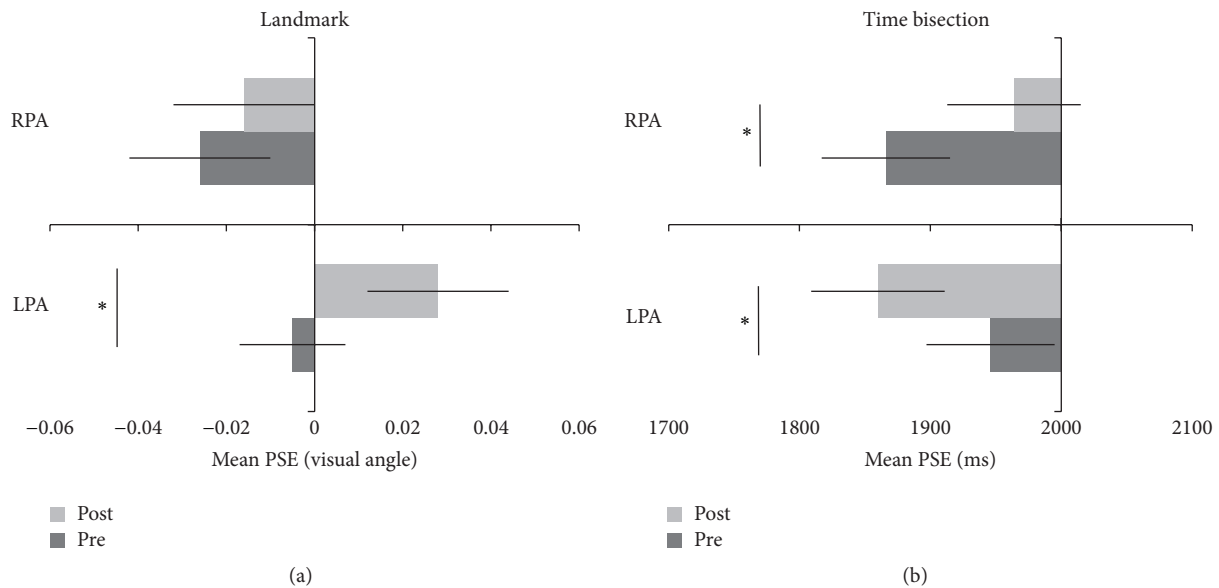 Landmark
RPA
LPA
*
−0.06 −0.04 −0.02 0 0.02 0.04 0.06
Mean PSE (visual angle)
Post
Pre
(a)
Time bisection
RPA
*
LPA
*
1700 1800 1900 2000 2100
Mean PSE (ms)
Post
Pre
(b)